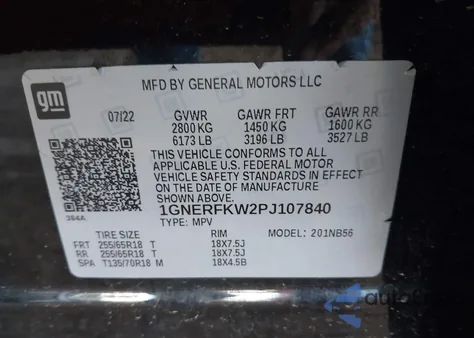 gm
MFD BY GENERAL MOTORS LLC
07/22 GVWR GAWR FRT GAWR RR
2800 KG 1450 KG 1600 KG
6173 LB 3196 LB 3527 LB
THIS VEHICLE CONFORMS TO ALL
APPLICABLE U.S. FEDERAL MOTOR
VEHICLE SAFETY STANDARDS IN EFFECT
ON THE DATE OF MANUFACTURE
SHOWN ABOVE.
384A 1GNERFKW2PJ107840
TYPE: MPV MODEL: 201NB56
TIRE SIZE RIM
FRT 255/65R18 T 18X7.5J
RR 255/65R18 T 18X7.5J
SPA T135/70R18 M 18X4.5B